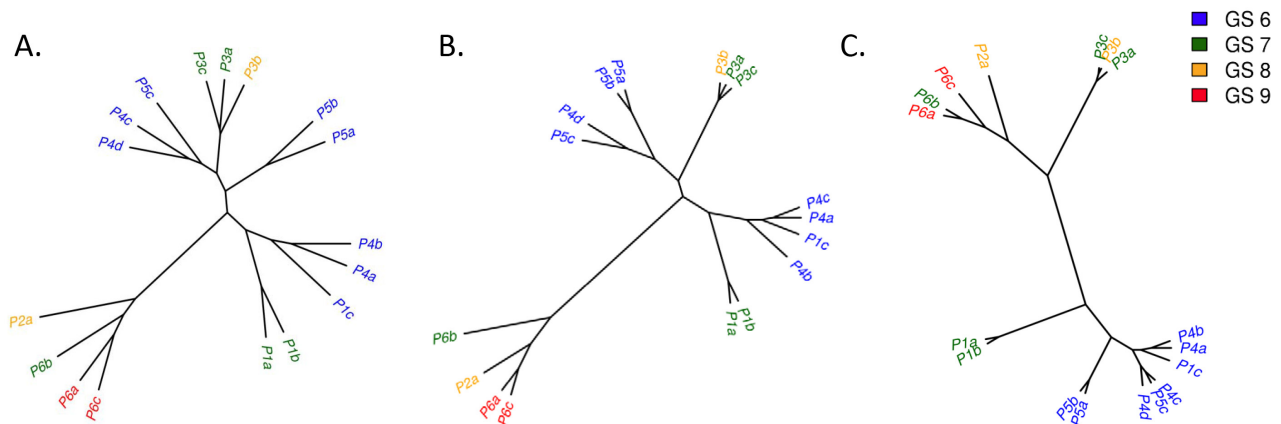 A.
P3c
P3a
P3b
P5c
P4c
P4d
P5b
P5a
P4b
P4a
P1c
P1b
P1a
P2a
P6b
P6a
P6c
B.
P5a
P5b
P4d
P5c
P3b
P3a
P3c
P4c
P4a
P1c
P4b
P1b
P1a
P6b
P2a
P6a
P6c
C.
P2a
P6c
P6b
P6a
P3c
P3b
P3a
P1a
P1b
P4b
P4a
P1c
P4c
P5c
P4d
P5b
P5a
GS 6
GS 7
GS 8
GS 9